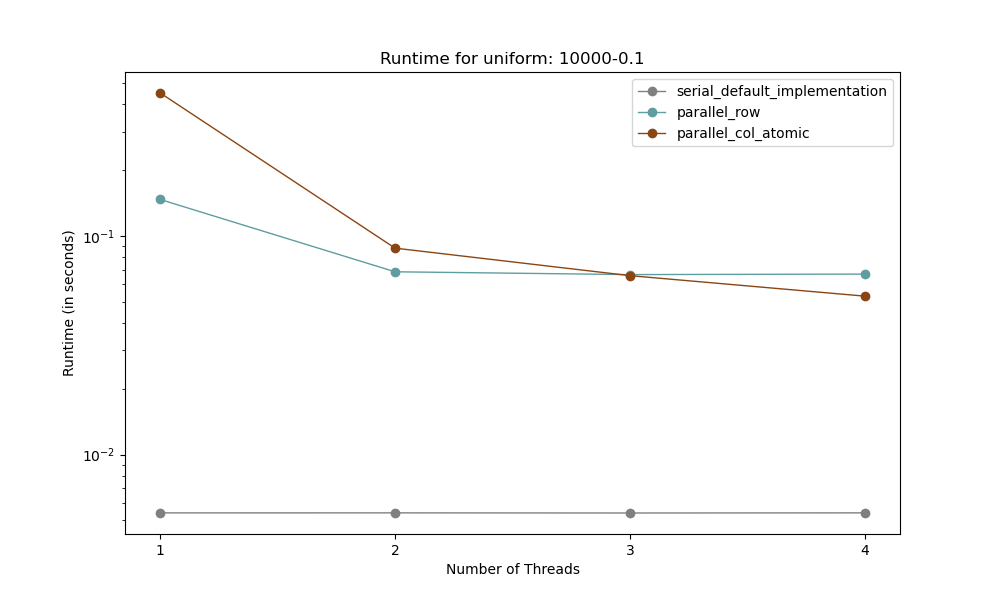 Runtime for uniform: 10000-0.1
serial_default_implementation
parallel_row
parallel_col_atomic
Runtime (in seconds)
10⁻¹
10⁻²
1 2 3 4
Number of Threads